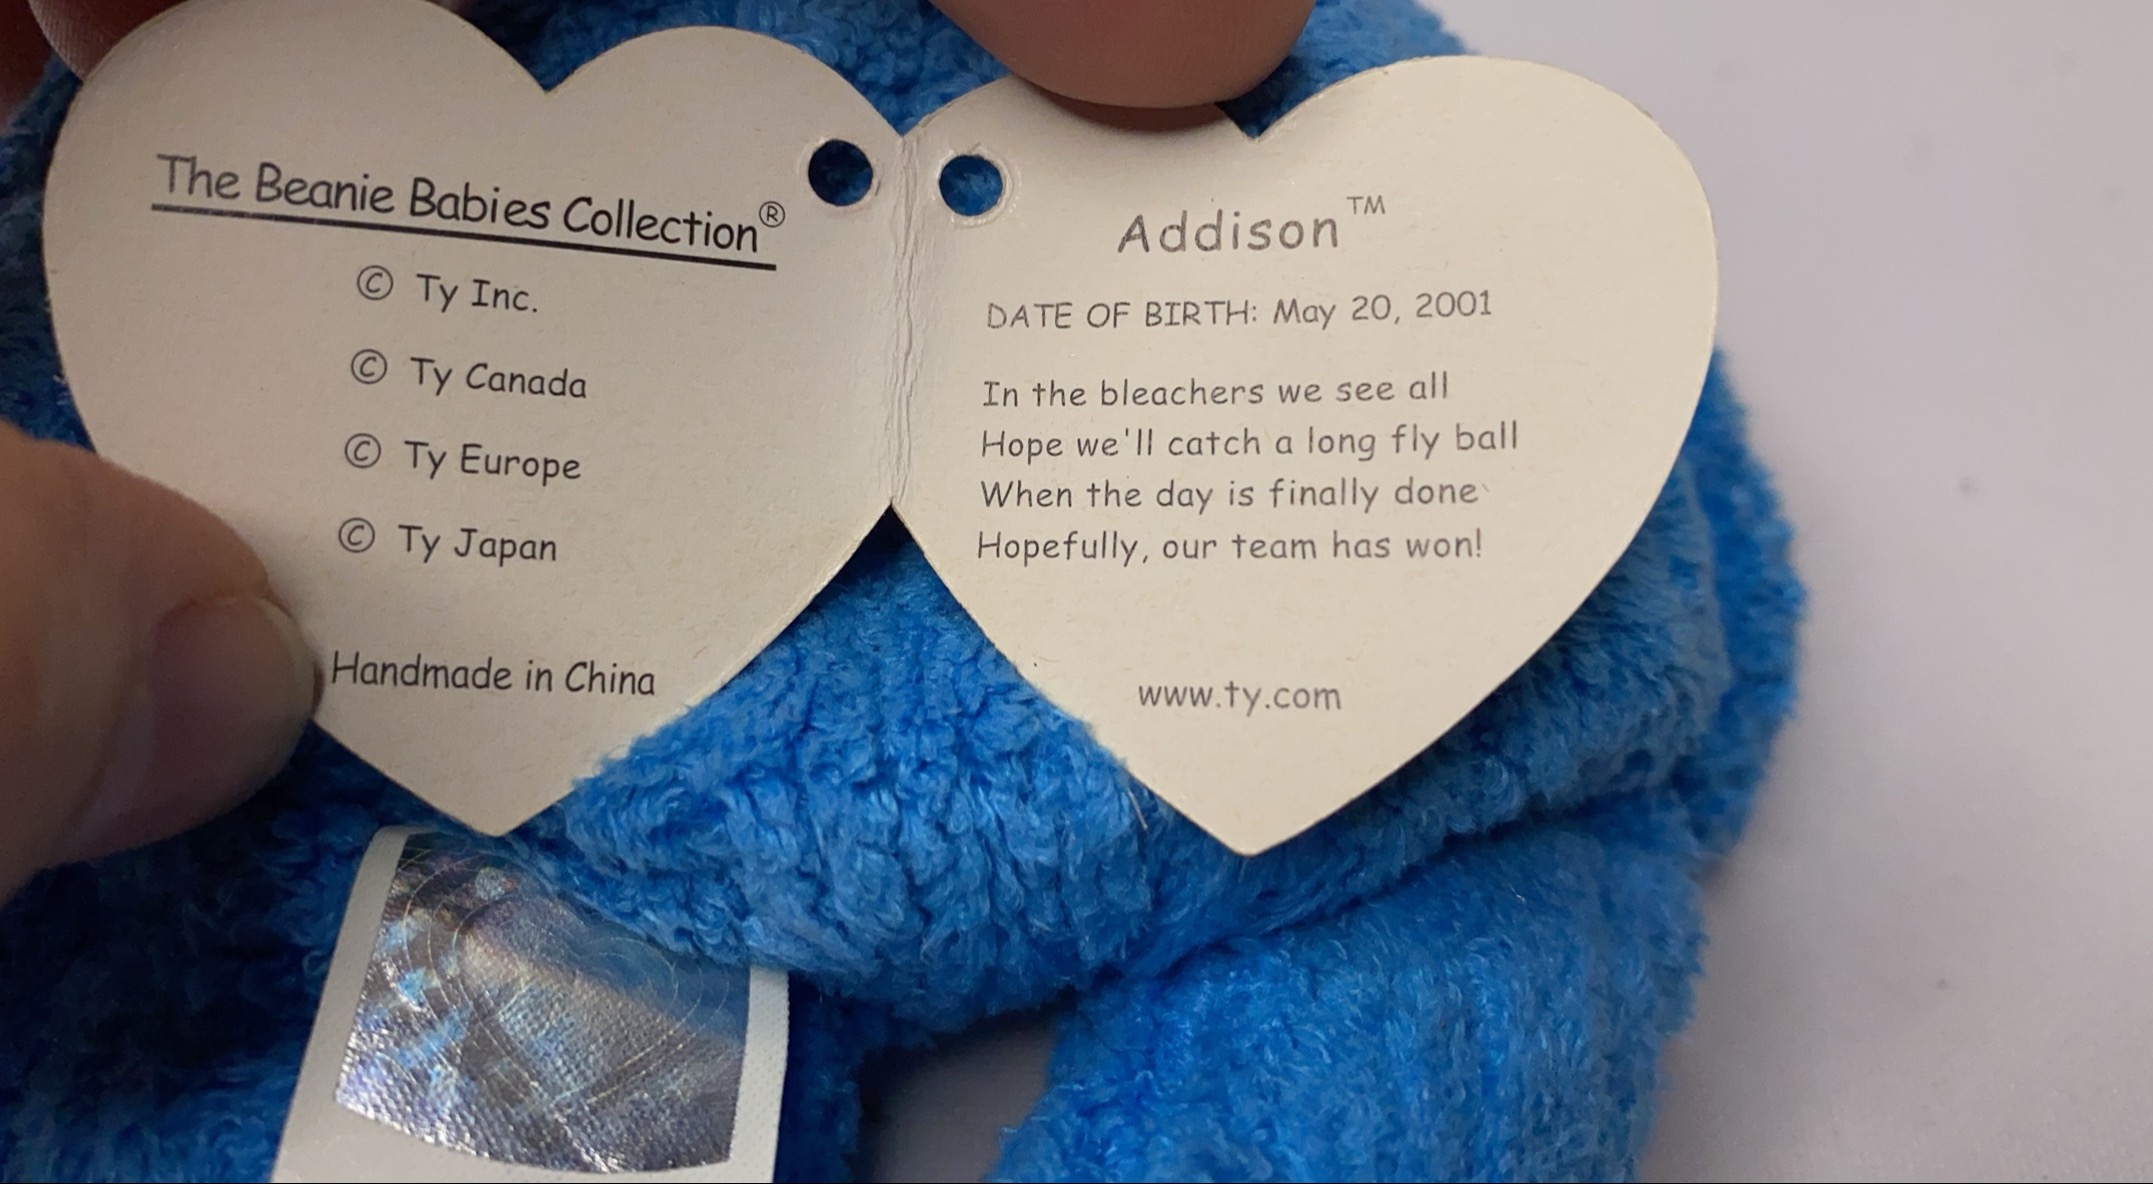 The Beanie Babies Collection®
© Ty Inc.
© Ty Canada
© Ty Europe
© Ty Japan
Handmade in China
Addison™
DATE OF BIRTH: May 20, 2001
In the bleachers we see all
Hope we'll catch a long fly ball
When the day is finally done
Hopefully, our team has won!
www.ty.com